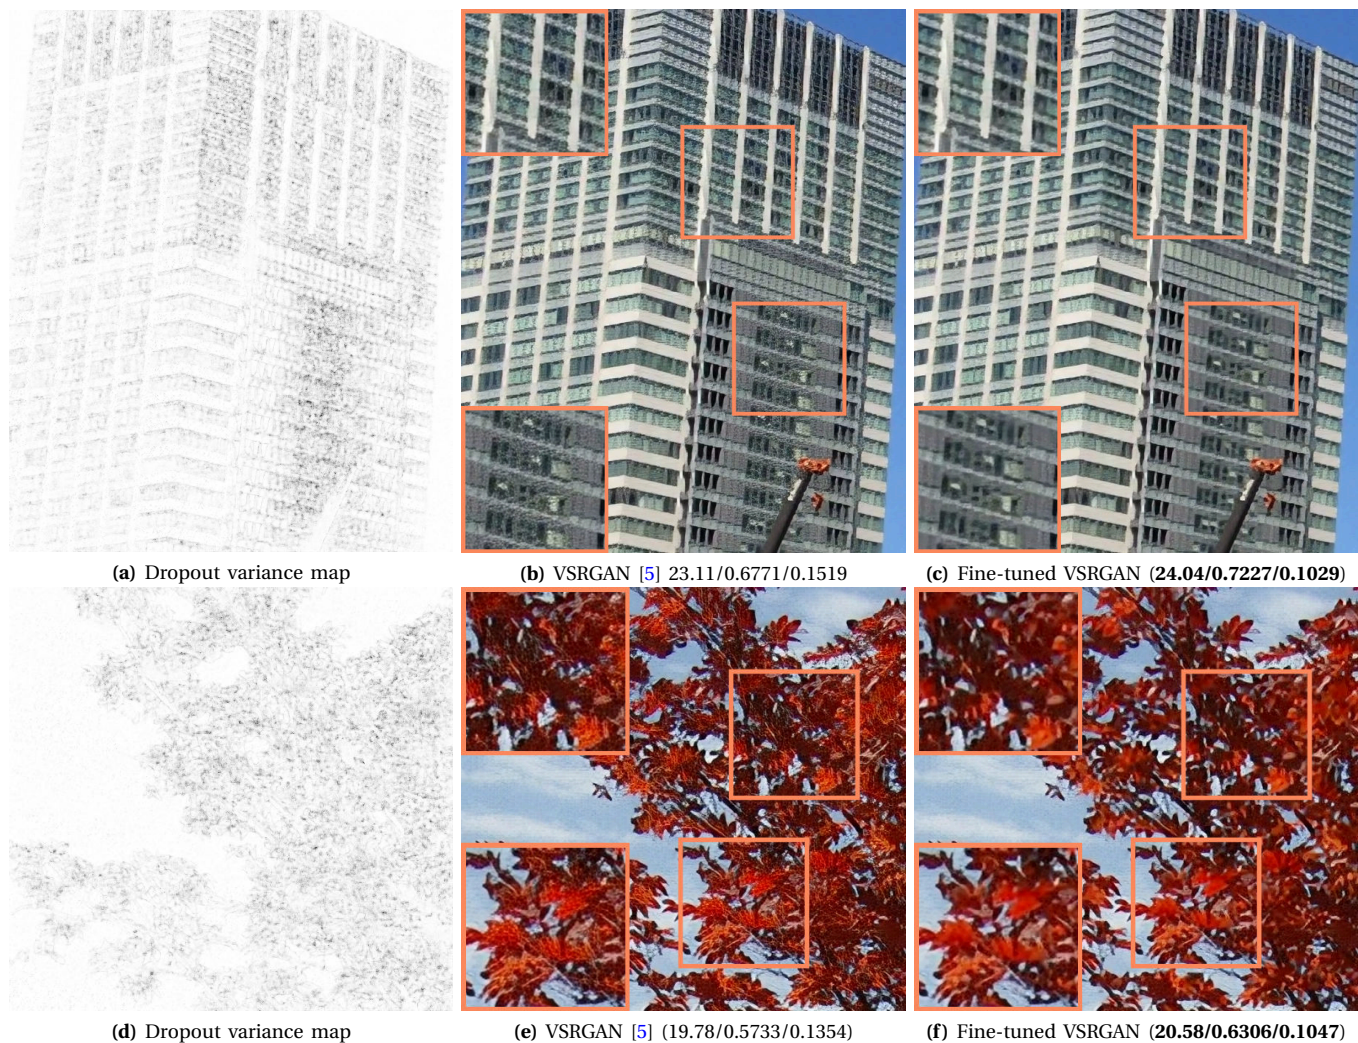 (a) Dropout variance map
(b) VSRGAN [5] 23.11/0.6771/0.1519
(c) Fine-tuned VSRGAN (24.04/0.7227/0.1029)
(d) Dropout variance map
(e) VSRGAN [5] (19.78/0.5733/0.1354)
(f) Fine-tuned VSRGAN (20.58/0.6306/0.1047)